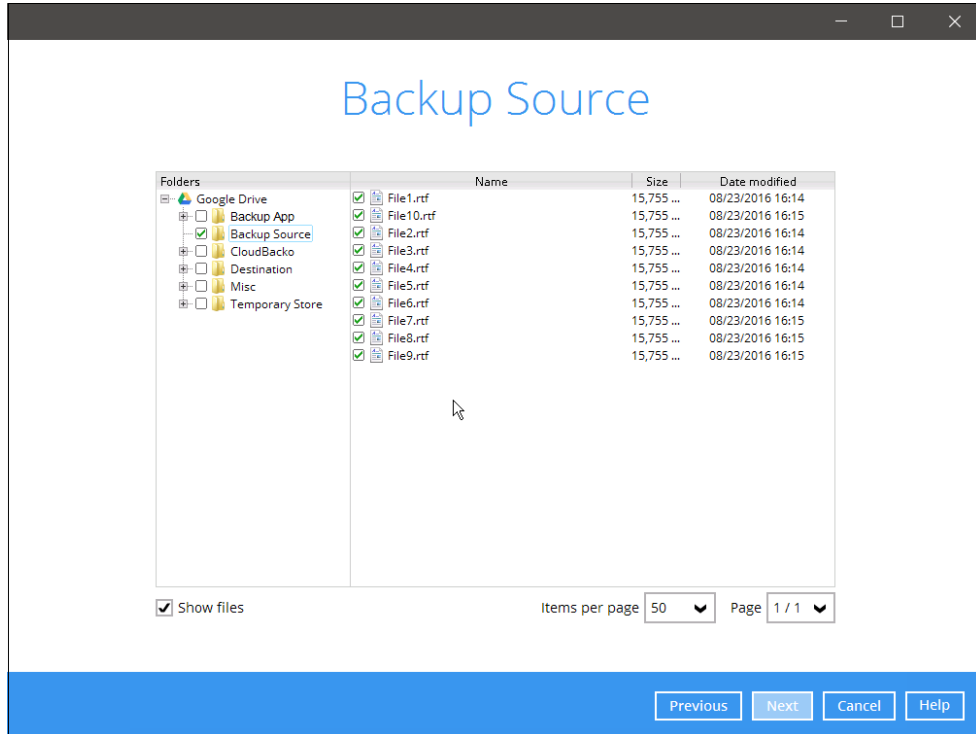 Backup Source
Folders Name Size Date modified
Google Drive File1.rtf 15,755 ... 08/23/2016 16:14
Backup App File10.rtf 15,755 ... 08/23/2016 16:15
Backup Source File2.rtf 15,755 ... 08/23/2016 16:14
CloudBacko File3.rtf 15,755 ... 08/23/2016 16:14
Destination File4.rtf 15,755 ... 08/23/2016 16:14
Misc File5.rtf 15,755 ... 08/23/2016 16:14
Temporary Store File6.rtf 15,755 ... 08/23/2016 16:14
File7.rtf 15,755 ... 08/23/2016 16:15
File8.rtf 15,755 ... 08/23/2016 16:15
File9.rtf 15,755 ... 08/23/2016 16:15
Show files Items per page 50 Page 1 / 1
Previous Next Cancel Help